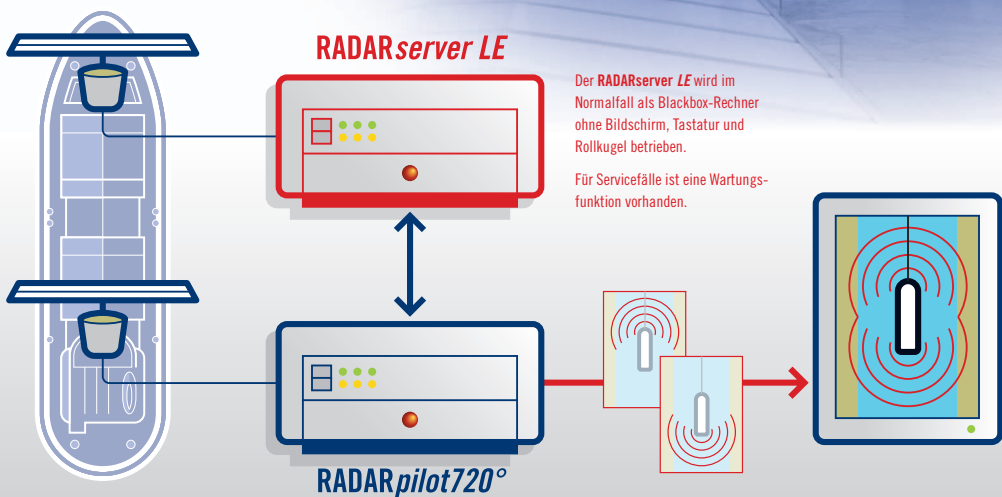 RADARserver LE
Der RADARserver LE wird im
Normalfall als Blackbox-Rechner
ohne Bildschirm, Tastatur und
Rollkugel betrieben.
Für Servicefälle ist eine Wartungs-
funktion vorhanden.
RADARpilot720°